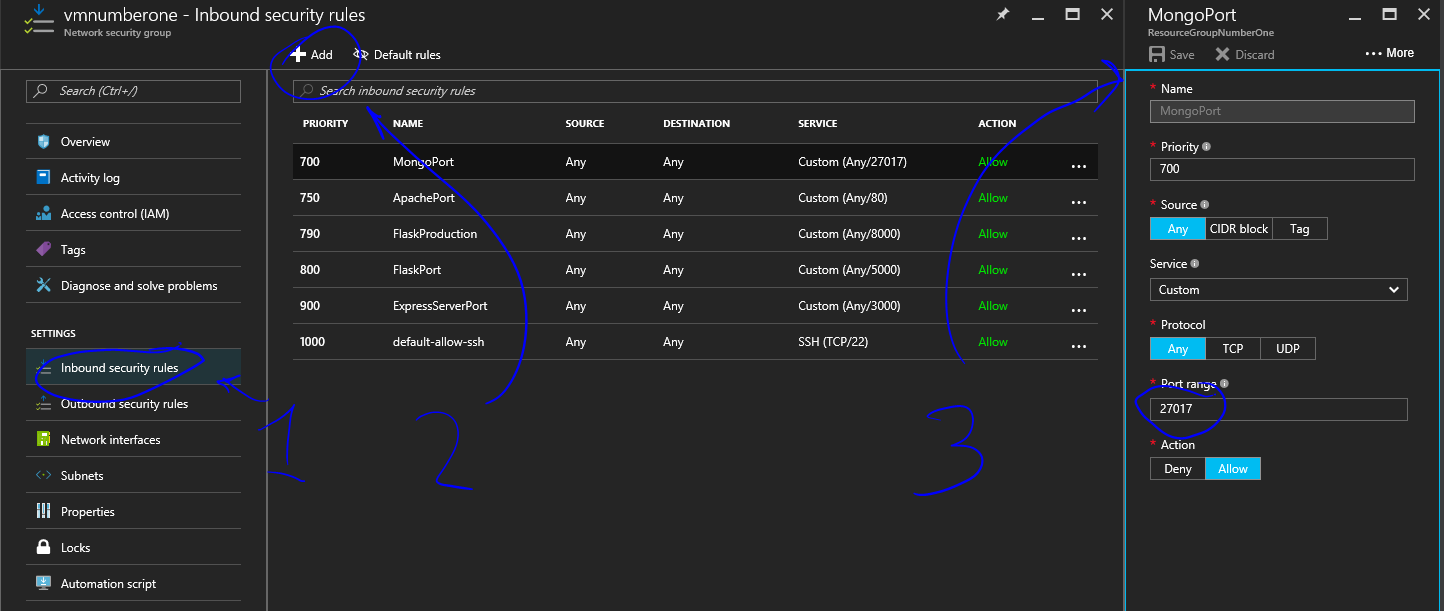 vmnumberone - Inbound security rules
Network security group
Add Default rules
Search (Ctrl+/)
Overview
Activity log
Access control (IAM)
Tags
Diagnose and solve problems
SETTINGS
Inbound security rules
Outbound security rules
Network interfaces
Subnets
Properties
Locks
Automation script
Search inbound security rules
PRIORITY NAME SOURCE DESTINATION SERVICE ACTION
700 MongoPort Any Any Custom (Any/27017) Allow ...
750 ApachePort Any Any Custom (Any/80) Allow ...
790 FlaskProduction Any Any Custom (Any/8000) Allow ...
800 FlaskPort Any Any Custom (Any/5000) Allow ...
900 ExpressServerPort Any Any Custom (Any/3000) Allow ...
1000 default-allow-ssh Any Any SSH (TCP/22) Allow ...
1 2 3
MongoPort
ResourceGroupNumberOne
Save Discard ... More
* Name
MongoPort
* Priority
700
* Source
Any CIDR block Tag
Service
Custom
* Protocol
Any TCP UDP
* Port range
27017
* Action
Deny Allow